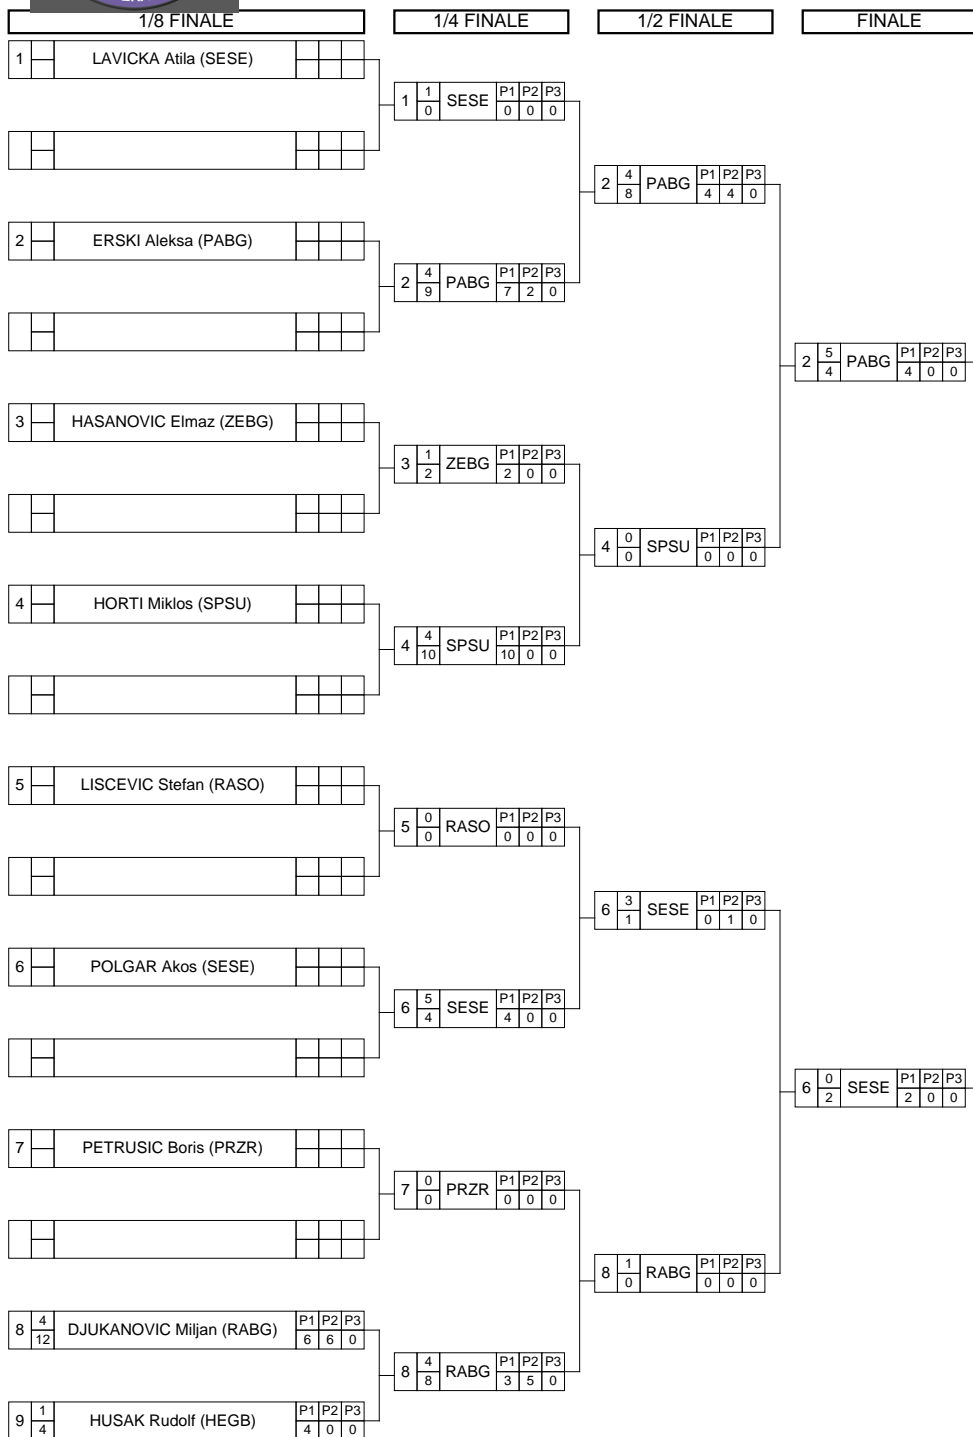 1/8 FINALE 1/4 FINALE 1/2 FINALE FINALE
1 LAVICKA Atila (SESE)
1 1 0 SESE P1 P2 P3 0 0 0
2 4 8 PABG P1 P2 P3 4 4 0
2 ERSKI Aleksa (PABG)
2 4 9 PABG P1 P2 P3 7 2 0
2 5 4 PABG P1 P2 P3 4 0 0
3 HASANOVIC Elmaz (ZEBG)
3 1 2 ZEBG P1 P2 P3 2 0 0
4 0 0 SPSU P1 P2 P3 0 0 0
4 HORTI Miklos (SPSU)
4 4 10 SPSU P1 P2 P3 10 0 0
5 LISCEVIC Stefan (RASO)
5 0 0 RASO P1 P2 P3 0 0 0
6 3 1 SESE P1 P2 P3 0 1 0
6 POLGAR Akos (SESE)
6 5 4 SESE P1 P2 P3 4 0 0
6 0 2 SESE P1 P2 P3 2 0 0
7 PETRUSIC Boris (PRZR)
7 0 0 PRZR P1 P2 P3 0 0 0
8 1 0 RABG P1 P2 P3 0 0 0
8 4 12 DJUKANOVIC Miljan (RABG) P1 P2 P3 6 6 0
8 4 8 RABG P1 P2 P3 3 5 0
9 1 4 HUSAK Rudolf (HEGB) P1 P2 P3 4 0 0